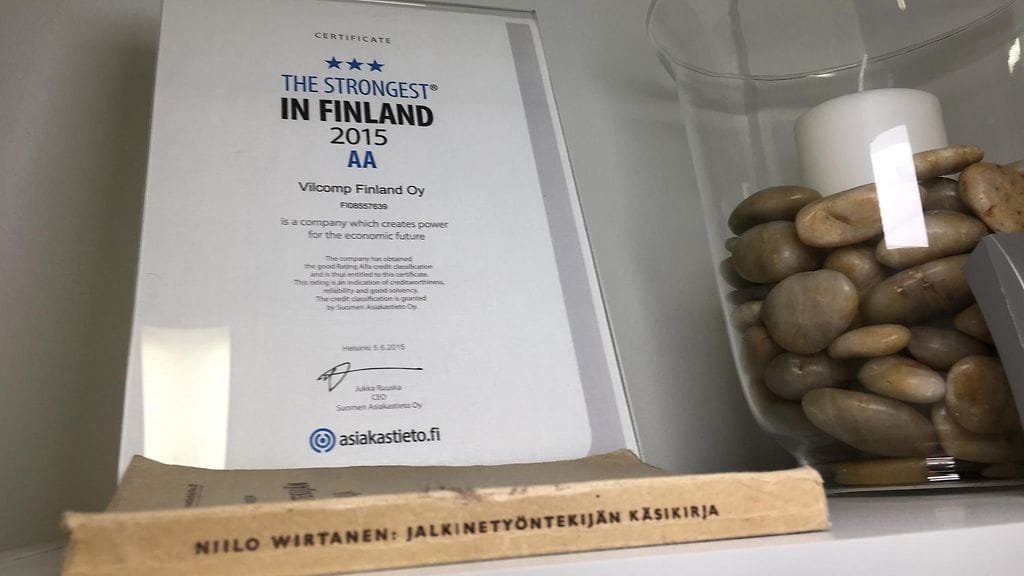 CERTIFICATE
THE STRONGEST®
IN FINLAND
2015
AA
Vilcomp Finland Oy
FI08557639
is a company which creates power
for the economic future
The company has obtained
the good Rating Alfa credit classification
and is thus entitled to this certificate.
This rating is an indication of creditworthiness,
reliability and good solvency.
The credit classification is granted
by Suomen Asiakastieto Oy.
Helsinki 5.6.2015
Jukka Ruuska
CEO
Suomen Asiakastieto Oy
asiakastieto.fi
NIILO WIRTANEN: JALKINETYÖNTEKIJÄN KÄSIKIRJA